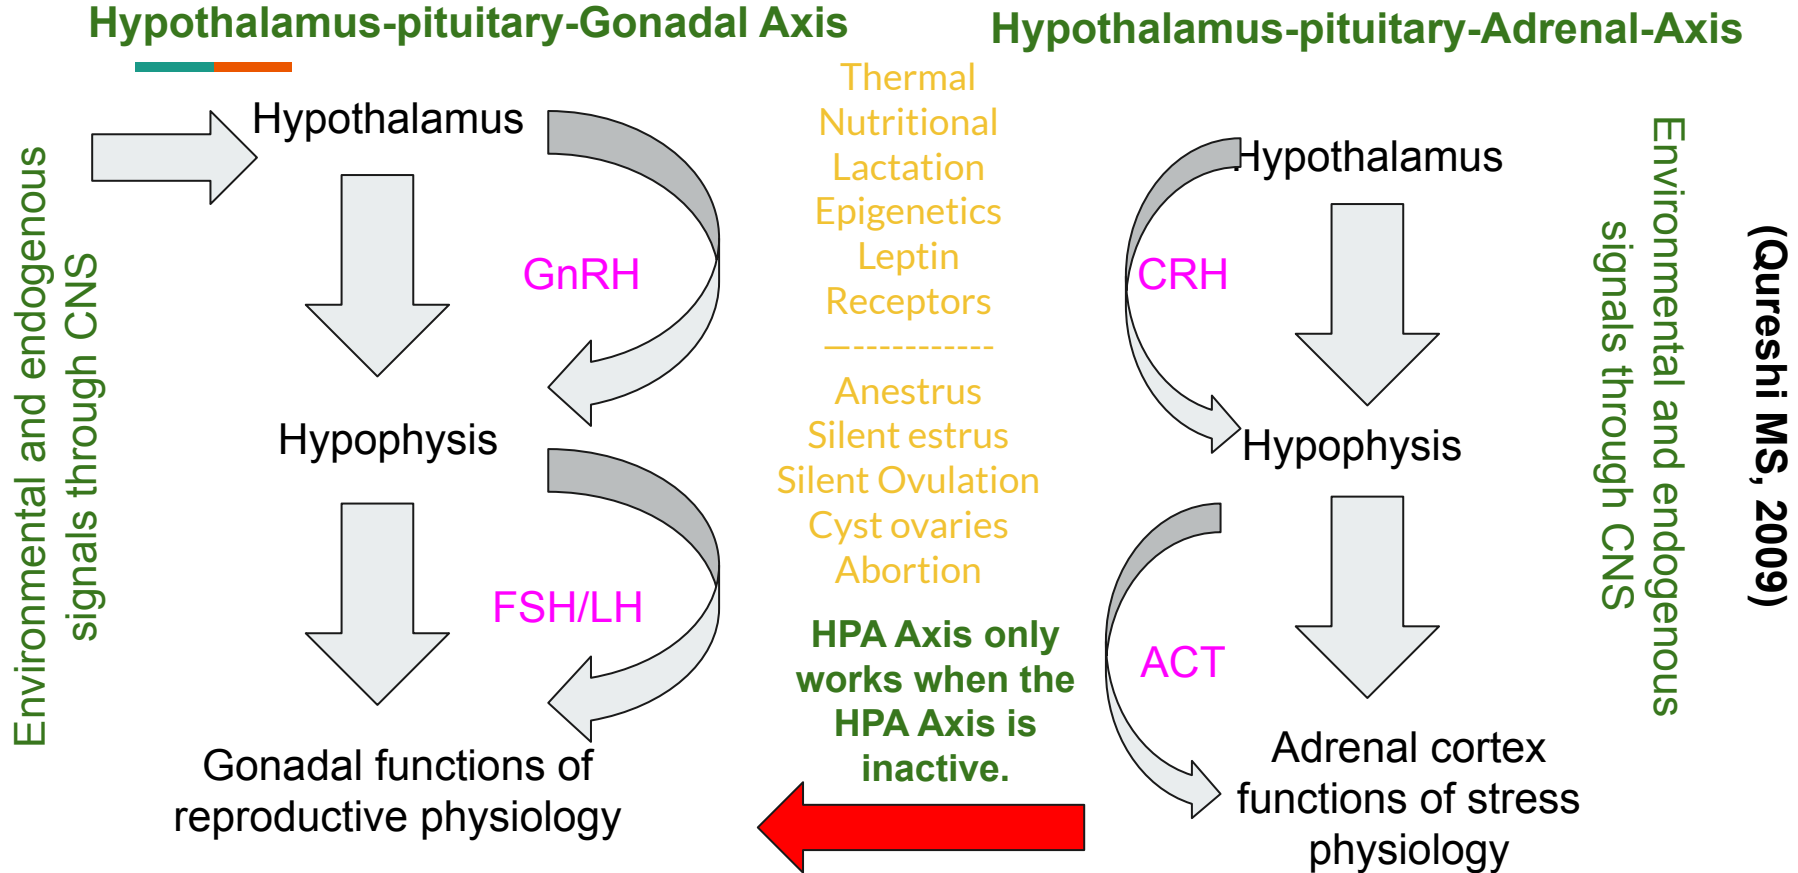 Hypothalamus-pituitary-Gonadal Axis
Hypothalamus-pituitary-Adrenal-Axis
Environmental and endogenous
signals through CNS
Hypothalamus
GnRH
Hypophysis
FSH/LH
Gonadal functions of
reproductive physiology
Thermal
Nutritional
Lactation
Epigenetics
Leptin
Receptors
—-----------
Anestrus
Silent estrus
Silent Ovulation
Cyst ovaries
Abortion
HPA Axis only
works when the
HPA Axis is
inactive.
Hypothalamus
CRH
Hypophysis
ACT
Adrenal cortex
functions of stress
physiology
Environmental and endogenous
signals through CNS
(Qureshi MS, 2009)